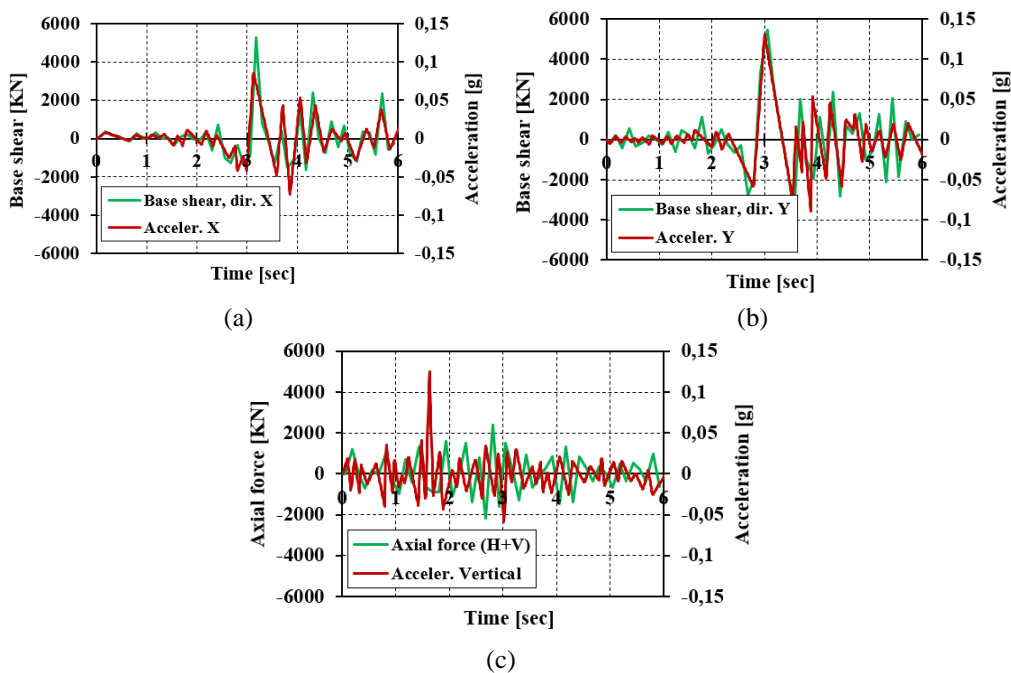 6000
4000
2000
0
-2000
-4000
-6000
Base shear [KN]
0 1 2 3 4 5 6
0,15
0,1
0,05
0
-0,05
-0,1
-0,15
Acceleration [g]
Base shear, dir. X
Acceler. X
Time [sec]
(a)
6000
4000
2000
0
-2000
-4000
-6000
Base shear [KN]
0 1 2 3 4 5 6
0,15
0,1
0,05
0
-0,05
-0,1
-0,15
Acceleration [g]
Base shear, dir. Y
Acceler. Y
Time [sec]
(b)
6000
4000
2000
0
-2000
-4000
-6000
Axial force [KN]
0 1 2 3 4 5 6
0,15
0,1
0,05
0
-0,05
-0,1
-0,15
Acceleration [g]
Axial force (H+V)
Acceler. Vertical
Time [sec]
(c)